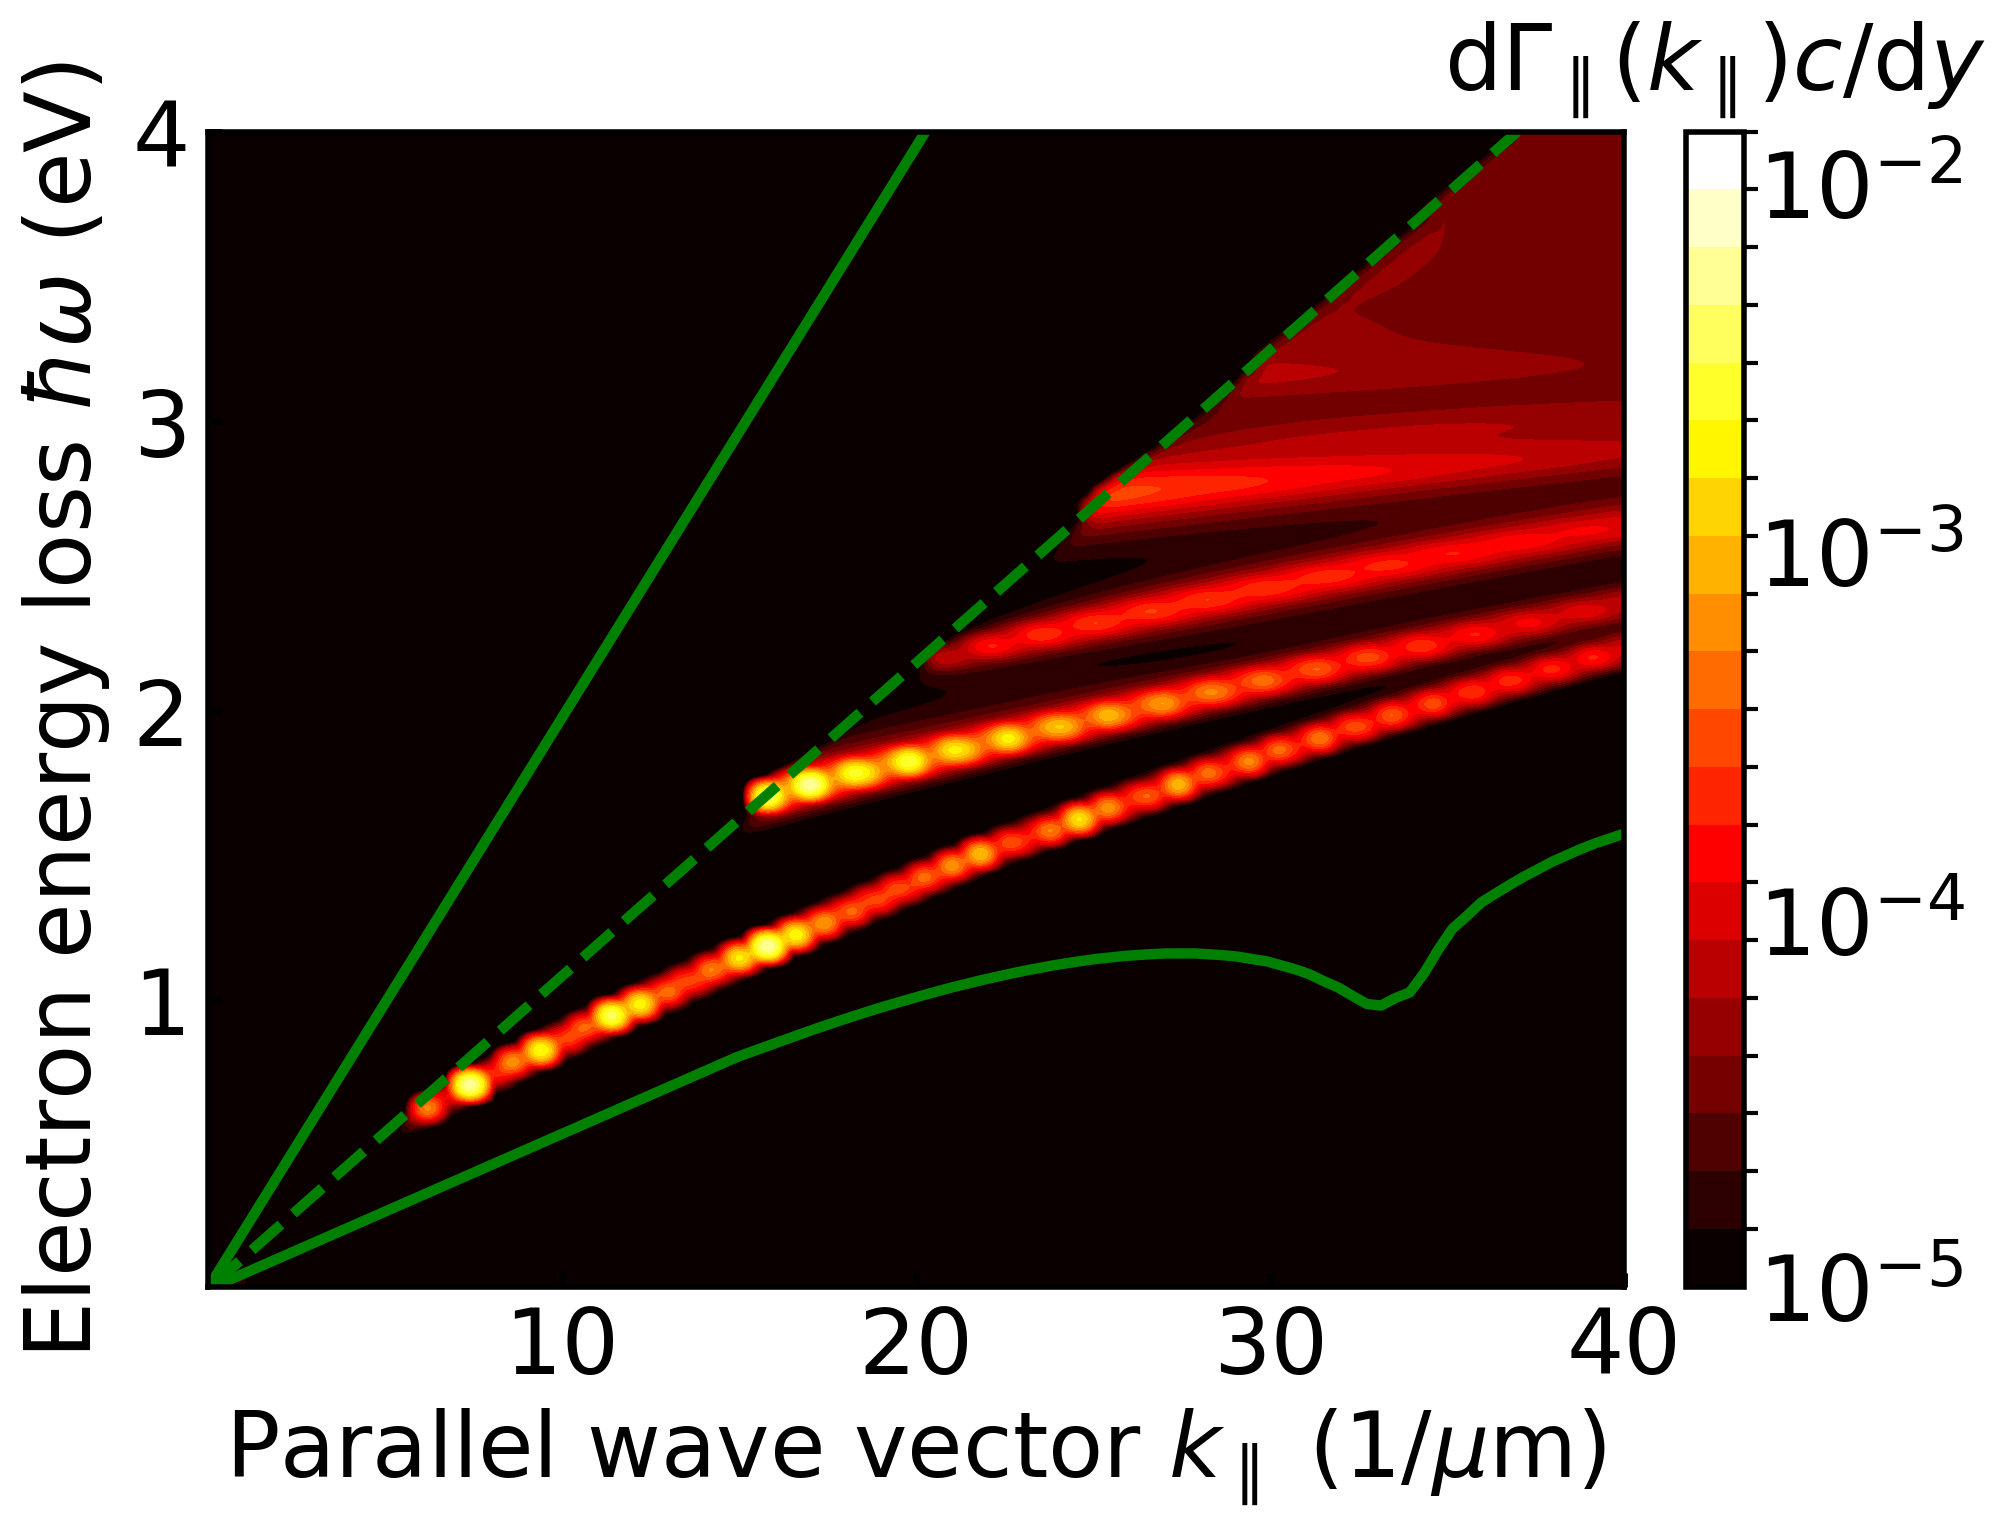 dΓ∥(k∥)c/dy
Electron energy loss ħω (eV)
4
3
2
1
10⁻²
10⁻³
10⁻⁴
10⁻⁵
10 20 30 40
Parallel wave vector k∥ (1/μm)